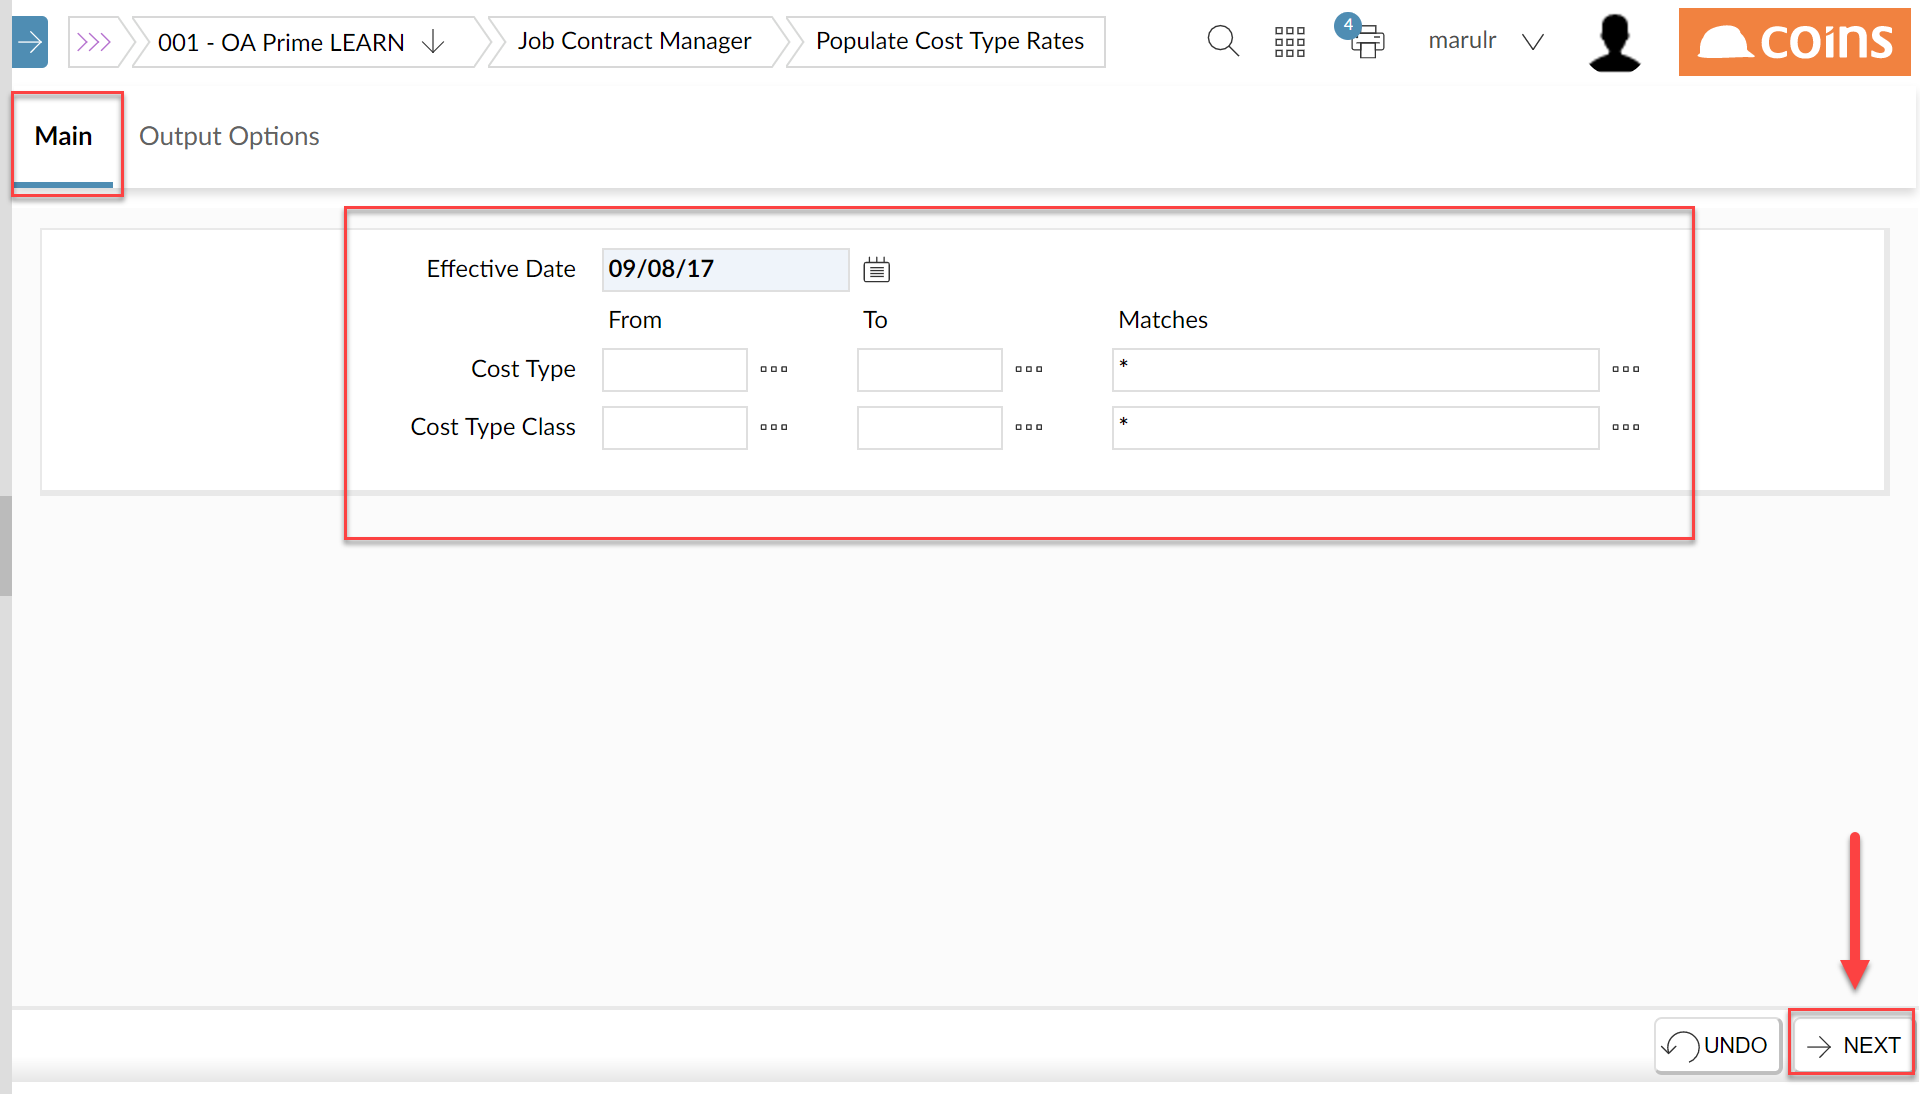 001 - OA Prime LEARN
Job Contract Manager
Populate Cost Type Rates
4
marulr
coins
Main
Output Options
Effective Date
09/08/17
From
To
Matches
Cost Type
*
Cost Type Class
*
UNDO
NEXT